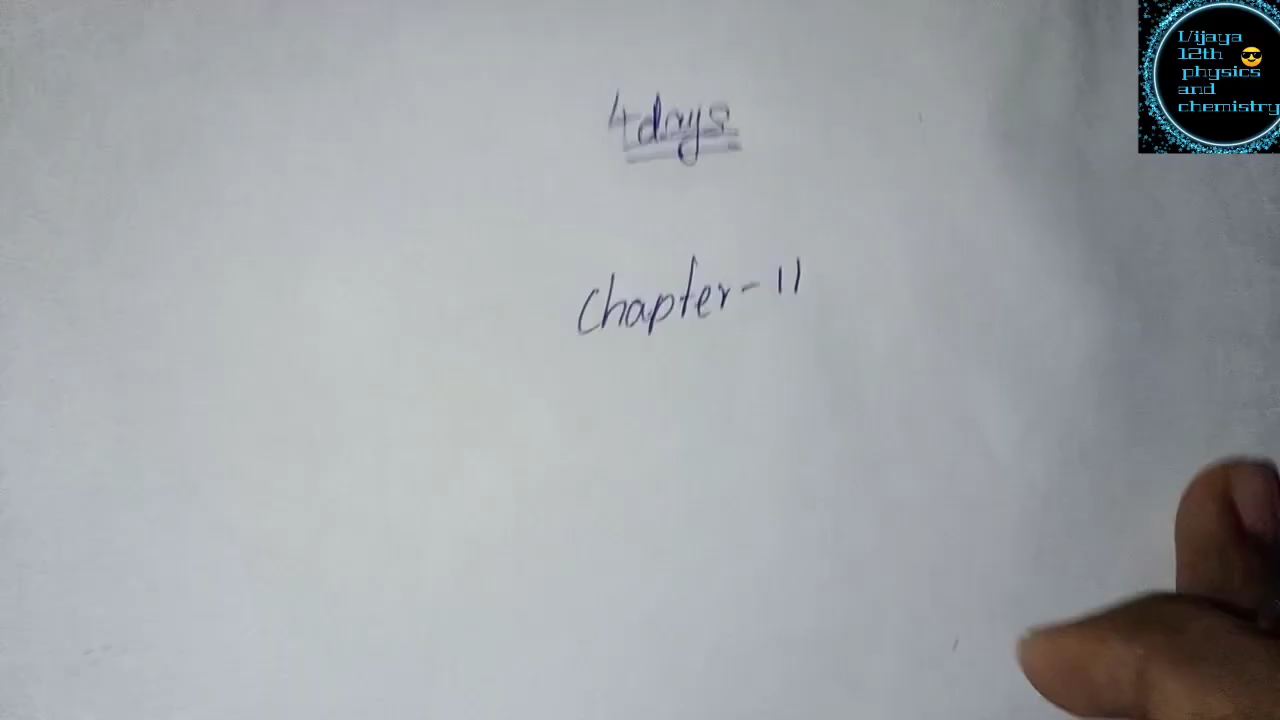 4days
Chapter - 11
Vijaya
12th 😎
physics
and
chemistry